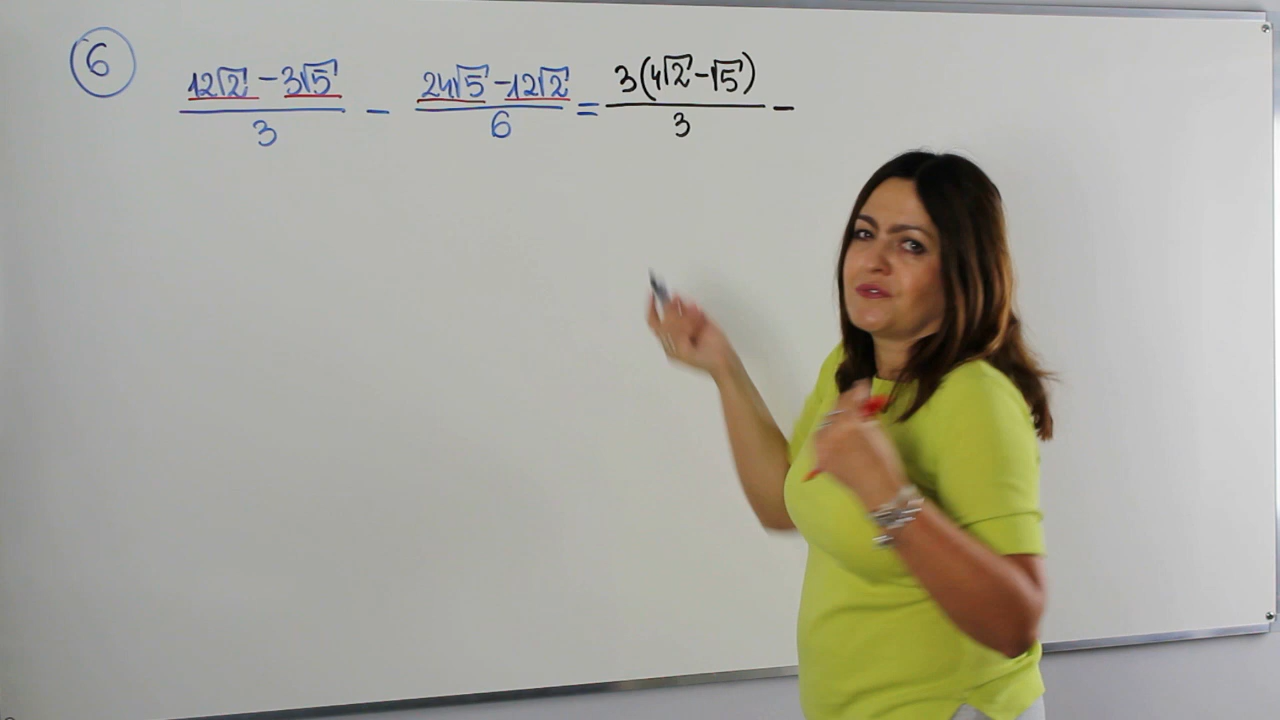 6 (12√2 - 3√5)/3 - (24√5 - 12√2)/6 = 3(4√2 - √5)/3 -